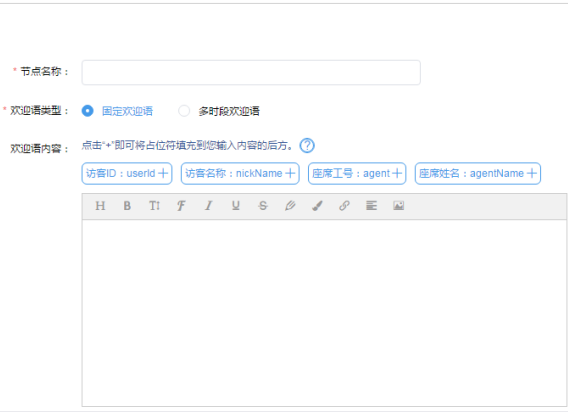 * 节点名称：
* 欢迎语类型： 固定欢迎语 多时段欢迎语
欢迎语内容： 点击“+”即可将占位符填充到您输入内容的后方。 ?
访客ID：userId + 访客名称：nickName + 座席工号：agent + 座席姓名：agentName +
H B TI F I U S